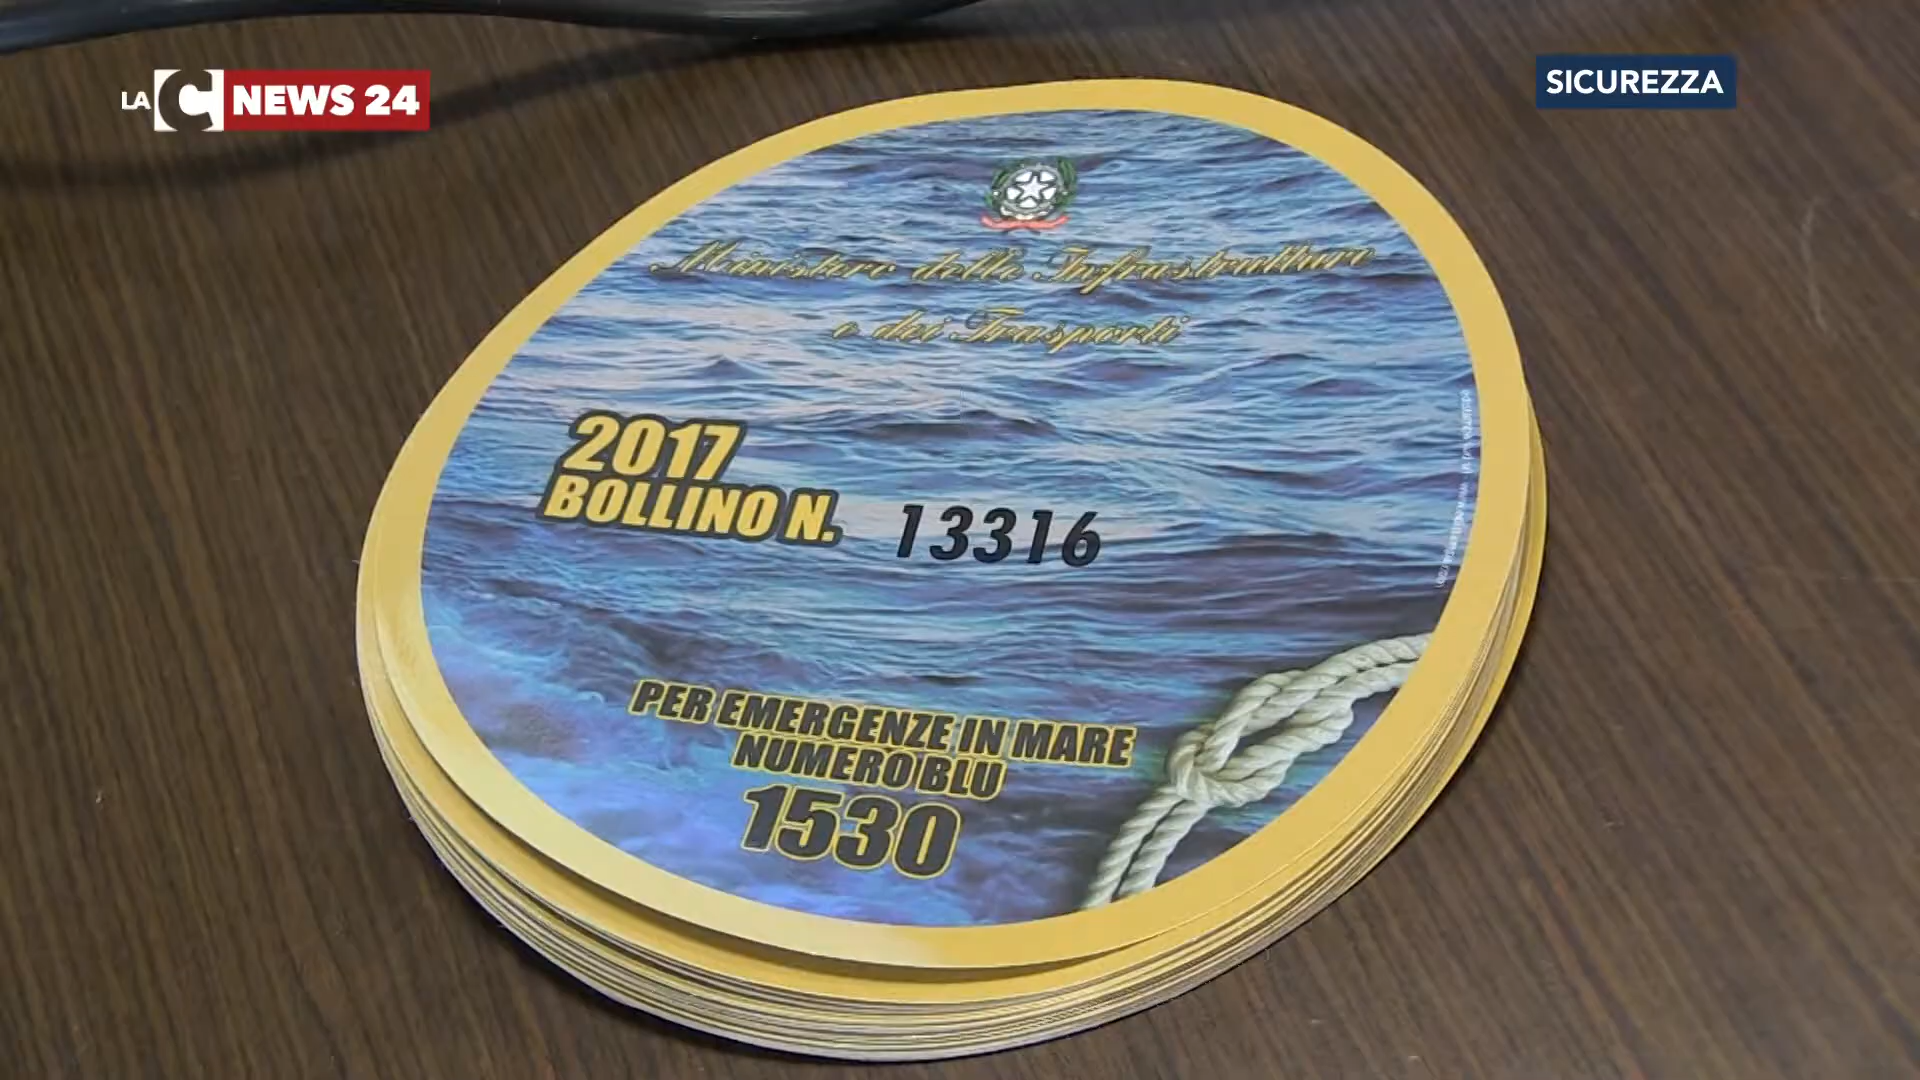 LA C NEWS 24
SICUREZZA
Ministero delle Infrastrutture
e dei Trasporti
2017
BOLLINO N. 13316
PER EMERGENZE IN MARE
NUMERO BLU
1530